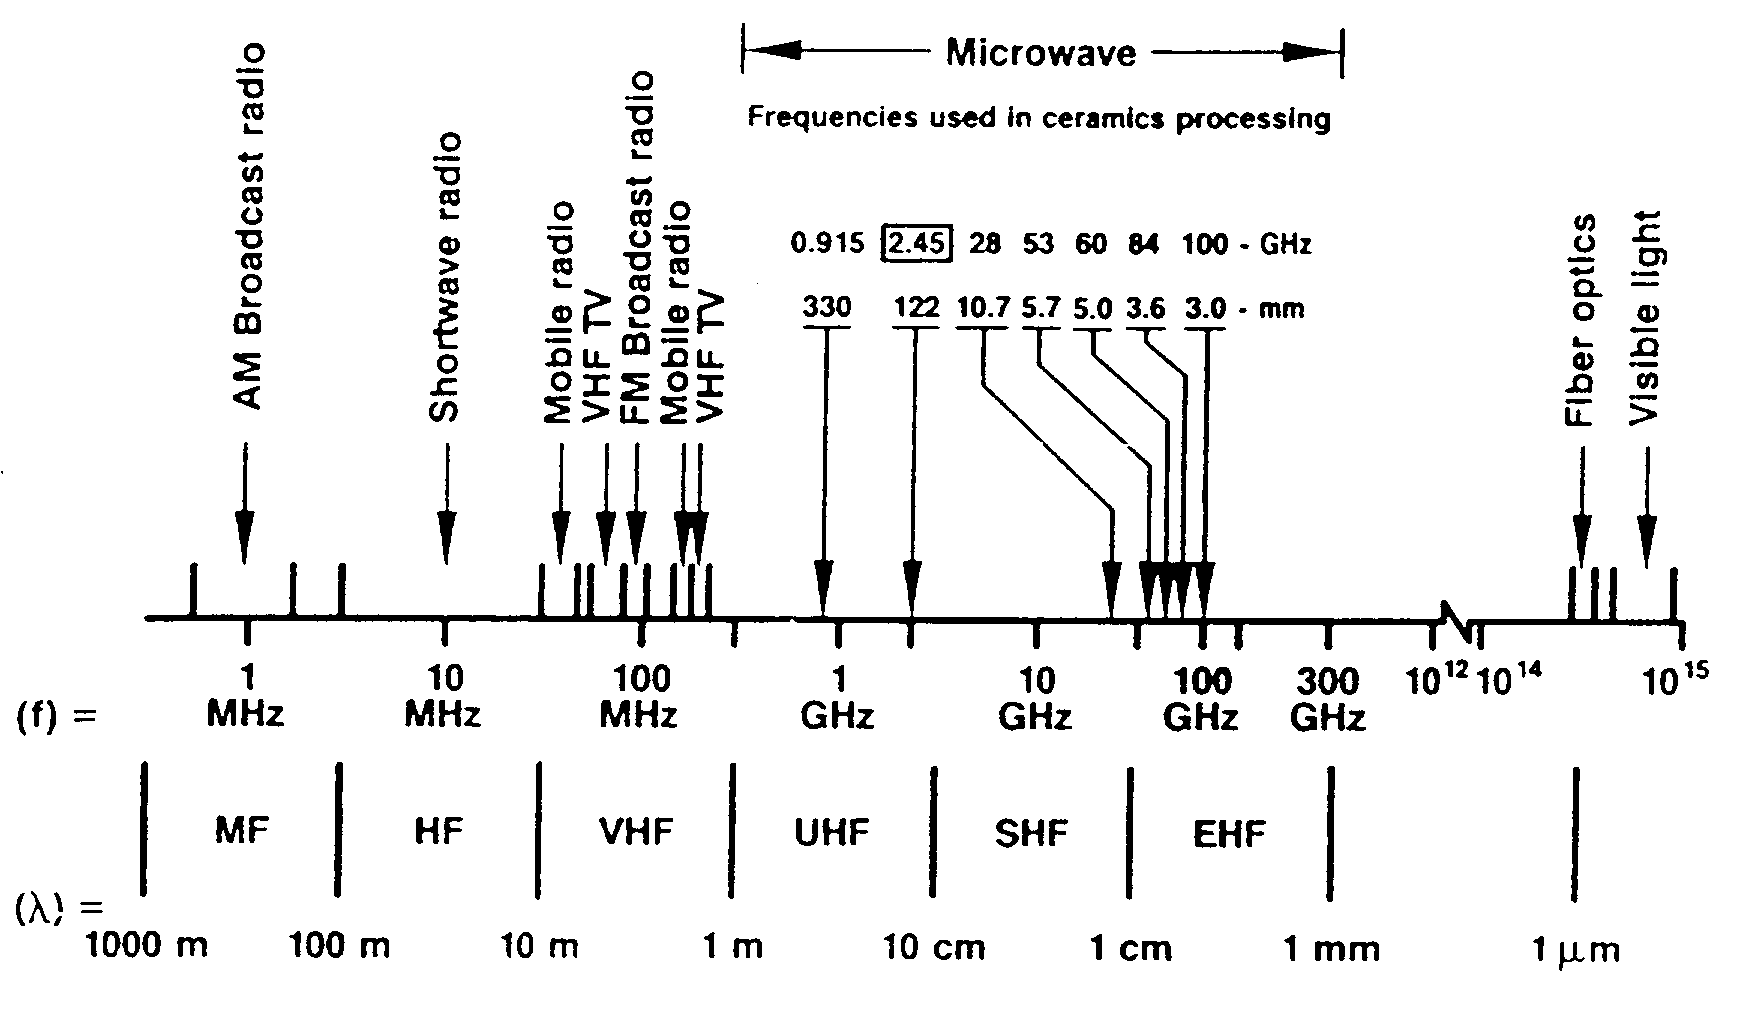 Microwave
Frequencies used in ceramics processing
AM Broadcast radio
Shortwave radio
Mobile radio
VHF TV
FM Broadcast radio
Mobile radio
VHF TV
0.915 2.45 28 53 60 84 100 - GHz
330 122 10.7 5.7 5.0 3.6 3.0 - mm
Fiber optics
Visible light
1 10 100 1 10 100 300 10¹² 10¹⁴ 10¹⁵
(f) = MHz MHz MHz GHz GHz GHz GHz
MF HF VHF UHF SHF EHF
(λ) =
1000 m 100 m 10 m 1 m 10 cm 1 cm 1 mm 1 μm